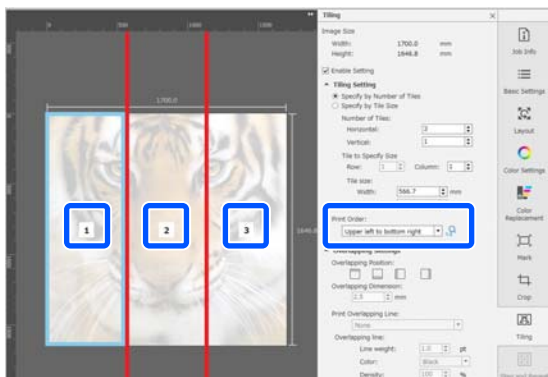 0 500 1000 1500
1700.0
1646.8
1
2
3
Tiling
Image Size
Width: 1700.0 mm
Height: 1646.8 mm
Enable Setting
Tiling Setting
Specify by Number of Tiles
Specify by Tile Size
Number of Tiles:
Horizontal: 3
Vertical: 1
Tile to Specify Size
Row: 1 Column: 1
Tile size:
Width: 566.7 mm
Print Order:
Upper left to bottom right
Overlapping Settings
Overlapping Position:
Overlapping Dimension:
2.5 mm
Print Overlapping Line:
None
Overlapping line:
Line weight: 1.0 pt
Color: Black
Density: 100 %
Job Info
Basic Settings
Layout
Color Settings
Color
Replacement
Mark
Crop
Tiling